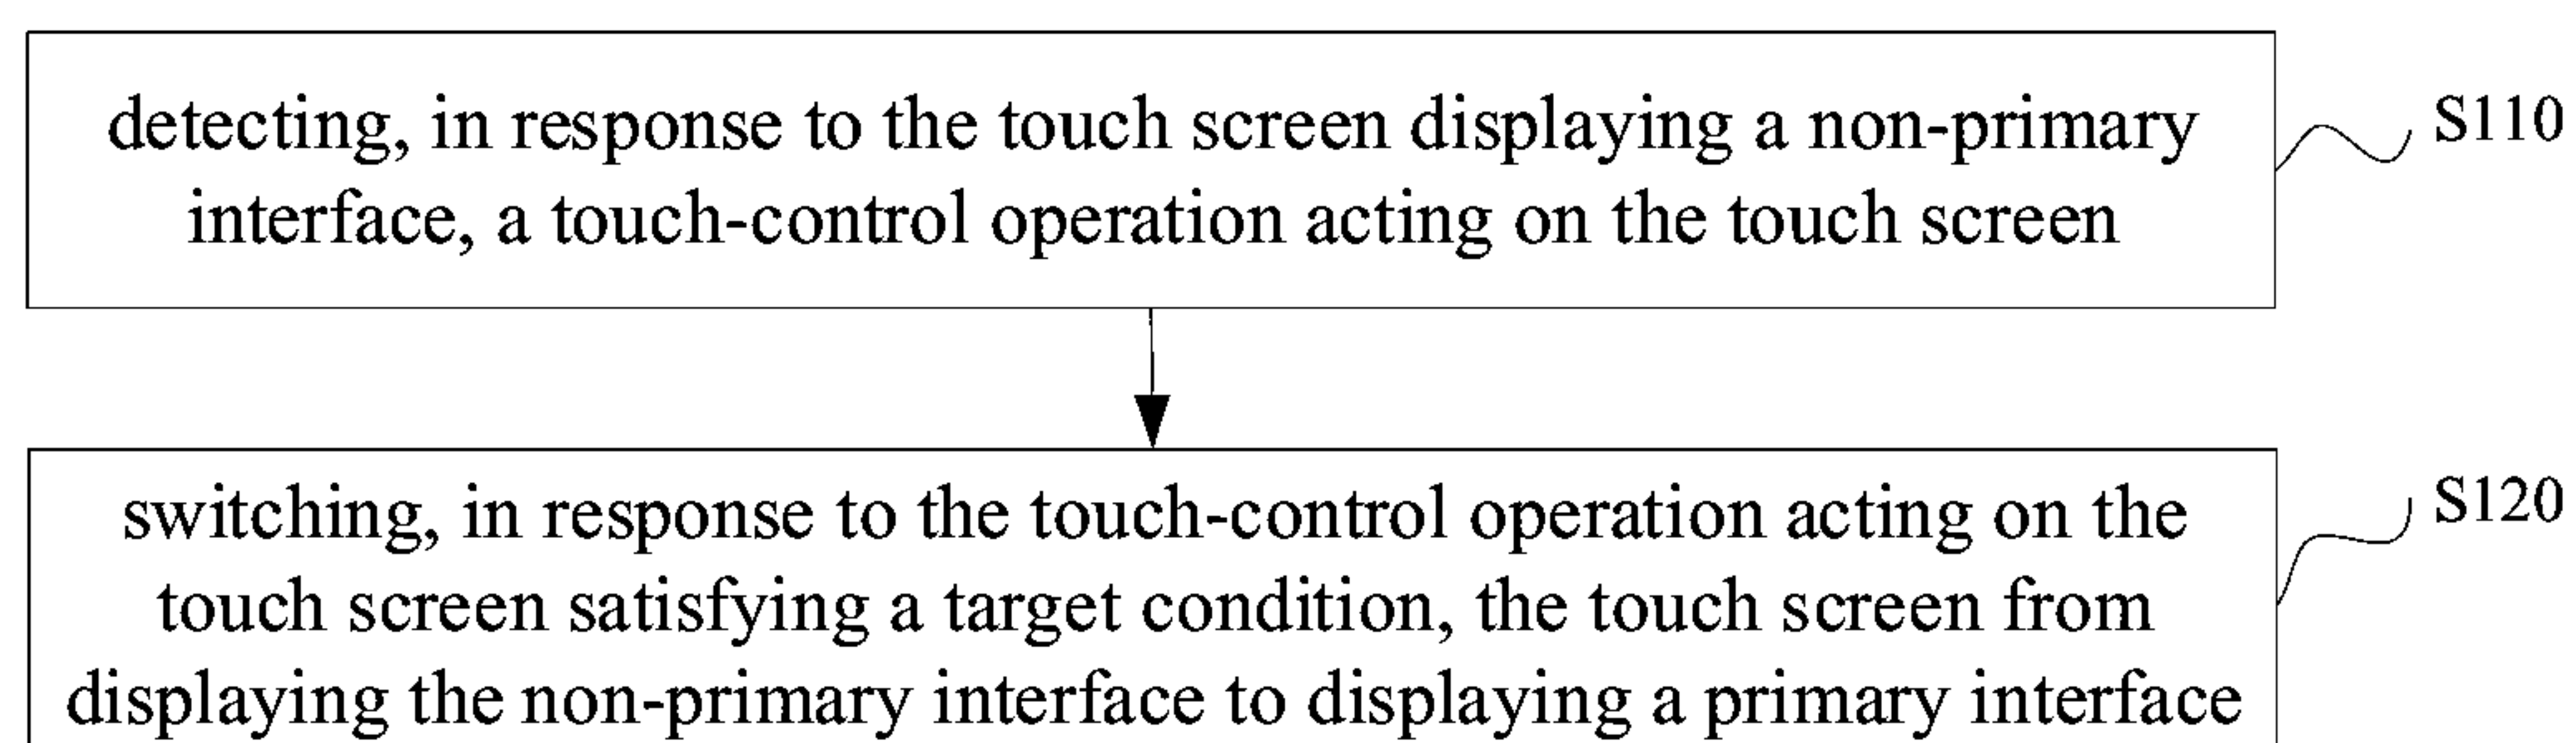 detecting, in response to the touch screen displaying a non-primary
interface, a touch-control operation acting on the touch screen
S110
switching, in response to the touch-control operation acting on the
touch screen satisfying a target condition, the touch screen from
displaying the non-primary interface to displaying a primary interface
S120